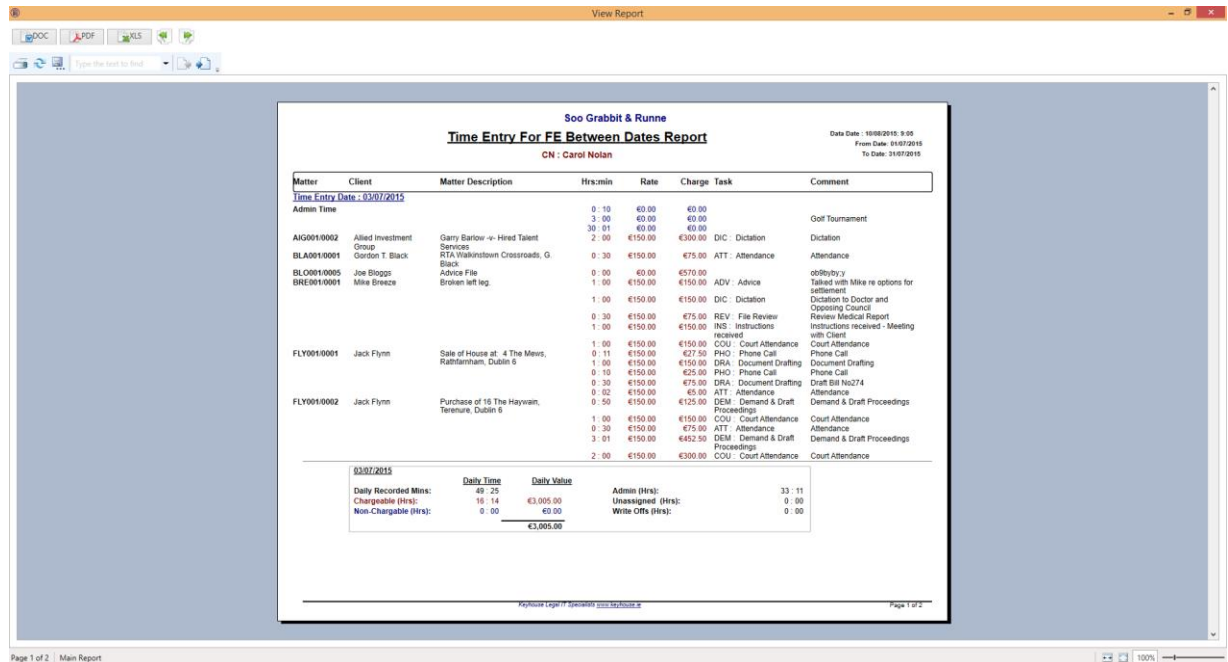 View Report
DOC PDF XLS
Type the text to find
Soo Grabbit & Runne
Time Entry For FE Between Dates Report
Data Date : 10/08/2015: 9:05
From Date: 01/07/2015
CN : Carol Nolan
To Date: 31/07/2015
Matter Client Matter Description Hrs:min Rate Charge Task Comment
Time Entry Date : 03/07/2015
Admin Time 0 : 10 €0.00 €0.00
3 : 00 €0.00 €0.00 Golf Tournament
30 : 01 €0.00 €0.00
AIG001/0002 Allied Investment Garry Barlow -v- Hired Talent 2 : 00 €150.00 €300.00 DIC : Dictation Dictation
Group Services
BLA001/0001 Gordon T. Black RTA Walkinstown Crossroads, G. 0 : 30 €150.00 €75.00 ATT : Attendance Attendance
Black
BLO001/0005 Joe Bloggs Advice File 0 : 00 €0.00 €570.00 ob9byby;y
BRE001/0001 Mike Breeze Broken left leg. 1 : 00 €150.00 €150.00 ADV : Advice Talked with Mike re options for
settlement
1 : 00 €150.00 €150.00 DIC : Dictation Dictation to Doctor and
Opposing Council
0 : 30 €150.00 €75.00 REV : File Review Review Medical Report
1 : 00 €150.00 €150.00 INS : Instructions Instructions received - Meeting
received with Client
1 : 00 €150.00 €150.00 COU : Court Attendance Court Attendance
FLY001/0001 Jack Flynn Sale of House at: 4 The Mews, 0 : 11 €150.00 €27.50 PHO : Phone Call Phone Call
Rathfarnham, Dublin 6 1 : 00 €150.00 €150.00 DRA : Document Drafting Document Drafting
0 : 10 €150.00 €25.00 PHO : Phone Call Phone Call
0 : 30 €150.00 €75.00 DRA : Document Drafting Draft Bill No274
0 : 02 €150.00 €5.00 ATT : Attendance Attendance
FLY001/0002 Jack Flynn Purchase of 16 The Haywain, 0 : 50 €150.00 €125.00 DEM : Demand & Draft Demand & Draft Proceedings
Terenure, Dublin 6 Proceedings
1 : 00 €150.00 €150.00 COU : Court Attendance Court Attendance
0 : 30 €150.00 €75.00 ATT : Attendance Attendance
3 : 01 €150.00 €452.50 DEM : Demand & Draft Demand & Draft Proceedings
Proceedings
2 : 00 €150.00 €300.00 COU : Court Attendance Court Attendance
03/07/2015
Daily Time Daily Value
Daily Recorded Mins: 49 : 25 Admin (Hrs): 33 : 11
Chargeable (Hrs): 16 : 14 €3,005.00 Unassigned (Hrs): 0 : 00
Non-Chargable (Hrs): 0 : 00 €0.00 Write Offs (Hrs): 0 : 00
€3,005.00
Keyhouse Legal IT Specialists www.keyhouse.ie Page 1 of 2
Page 1 of 2 Main Report 100%